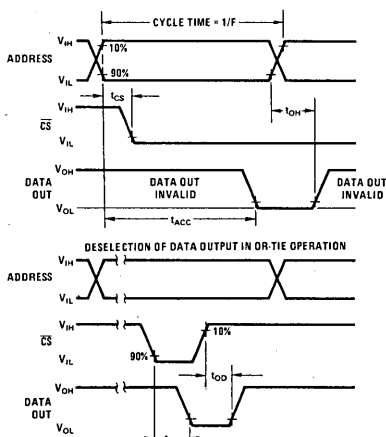 CYCLE TIME = 1/F
VIH
10%
ADDRESS
90%
VIL
tCS
tOH
VIH
CS
VIL
VOH
DATA OUT
DATA OUT INVALID
DATA OUT INVALID
VOL
tACC
DESELECTION OF DATA OUTPUT IN OR-TIE OPERATION
VIH
ADDRESS
VIL
VIH
10%
CS
90%
VIL
tOD
VOH
DATA OUT
VOL